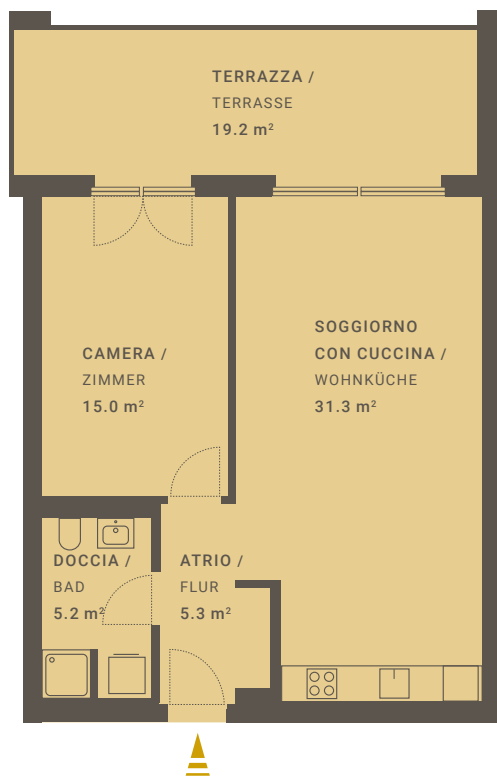 TERRAZZA /
TERRASSE
19.2 m²
SOGGIORNO
CON CUCCINA /
WOHNKÜCHE
31.3 m²
CAMERA /
ZIMMER
15.0 m²
DOCCIA /
BAD
5.2 m²
ATRIO /
FLUR
5.3 m²